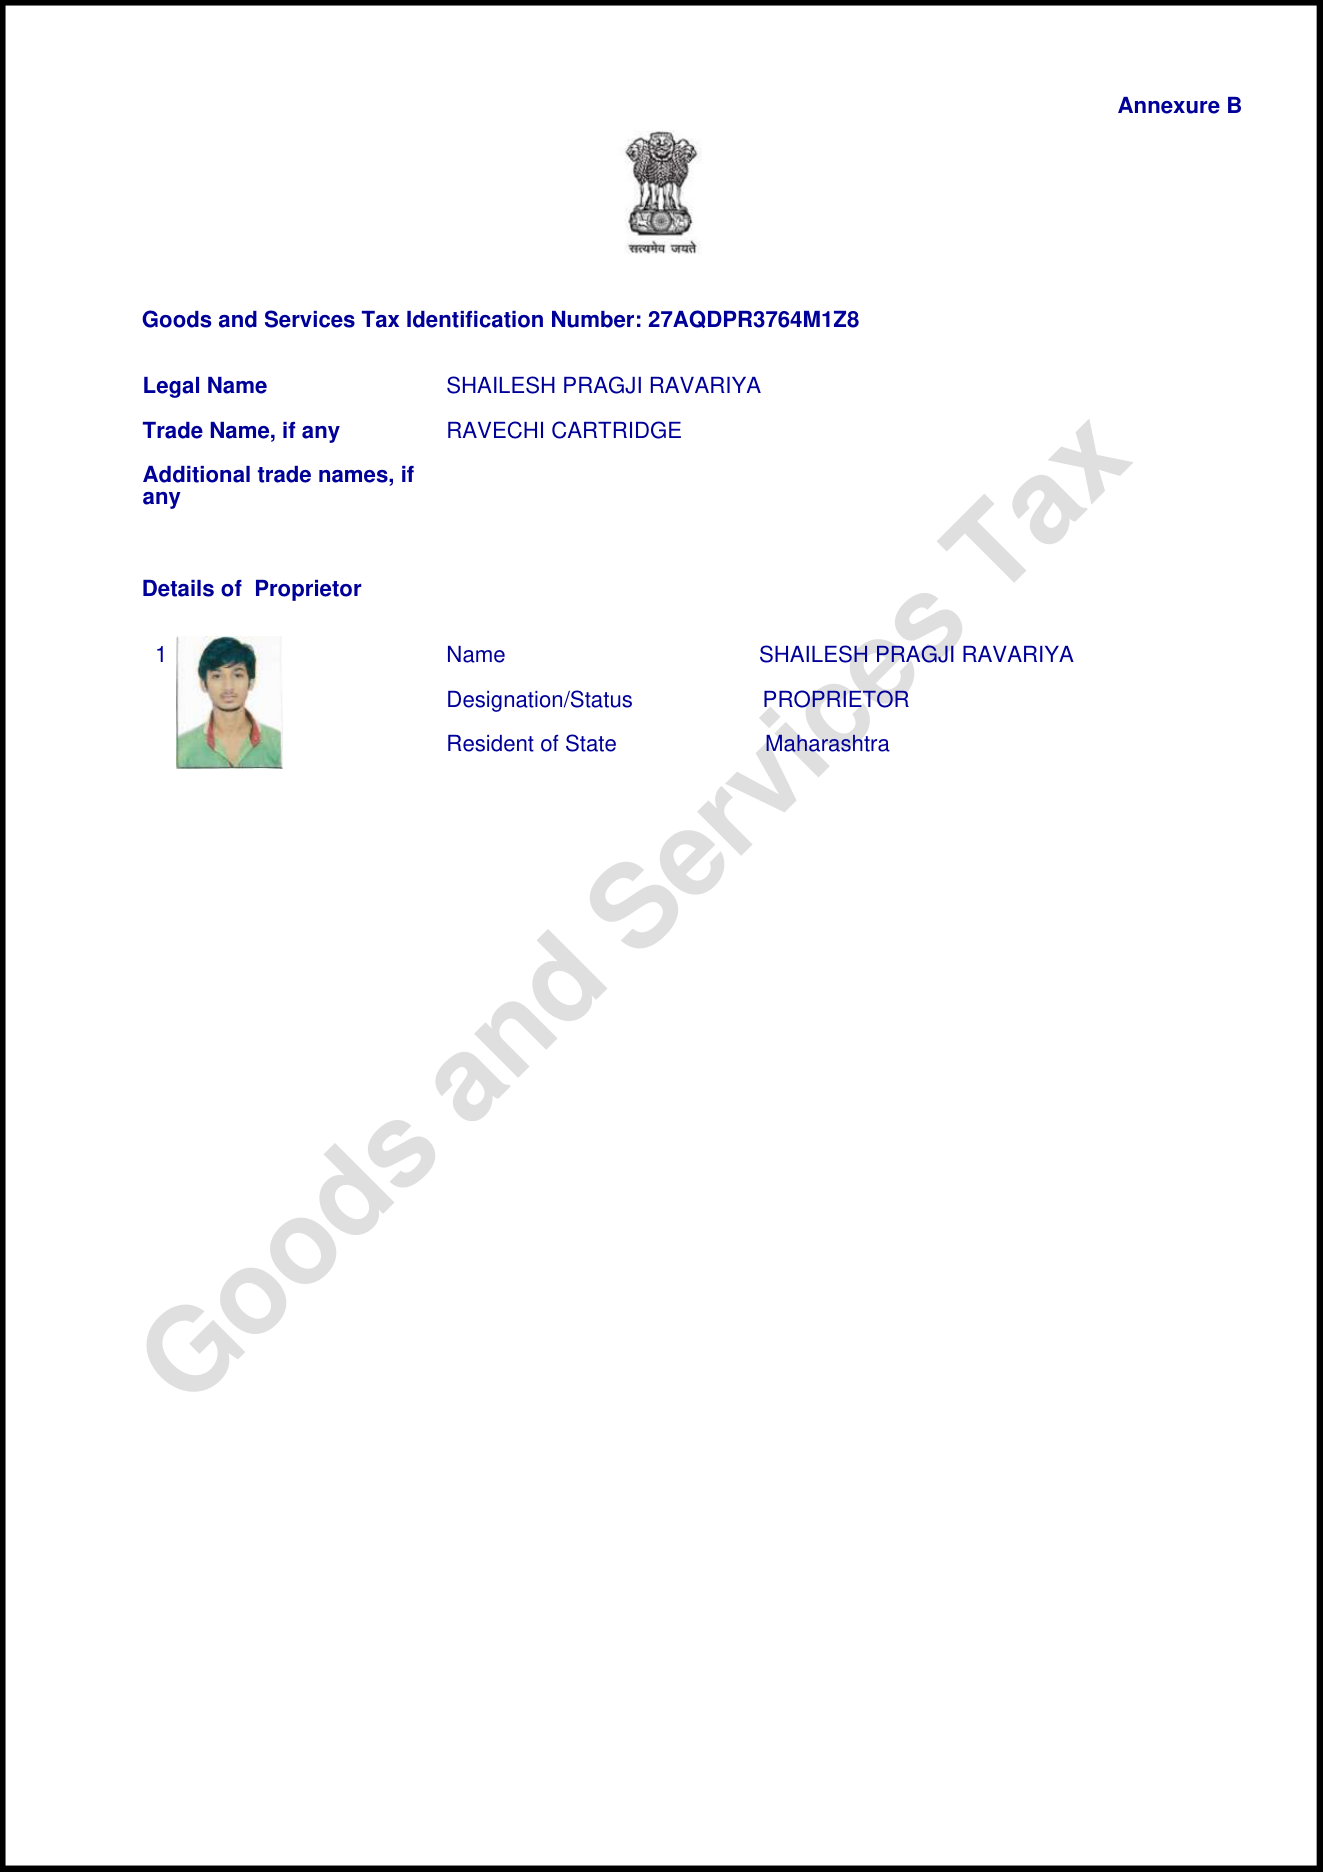 Annexure B
सत्यमेव जयते
Goods and Services Tax Identification Number: 27AQDPR3764M1Z8
Legal Name SHAILESH PRAGJI RAVARIYA
Trade Name, if any RAVECHI CARTRIDGE
Additional trade names, if
any
Details of Proprietor
1 Name SHAILESH PRAGJI RAVARIYA
Designation/Status PROPRIETOR
Resident of State Maharashtra
Goods and Services Tax